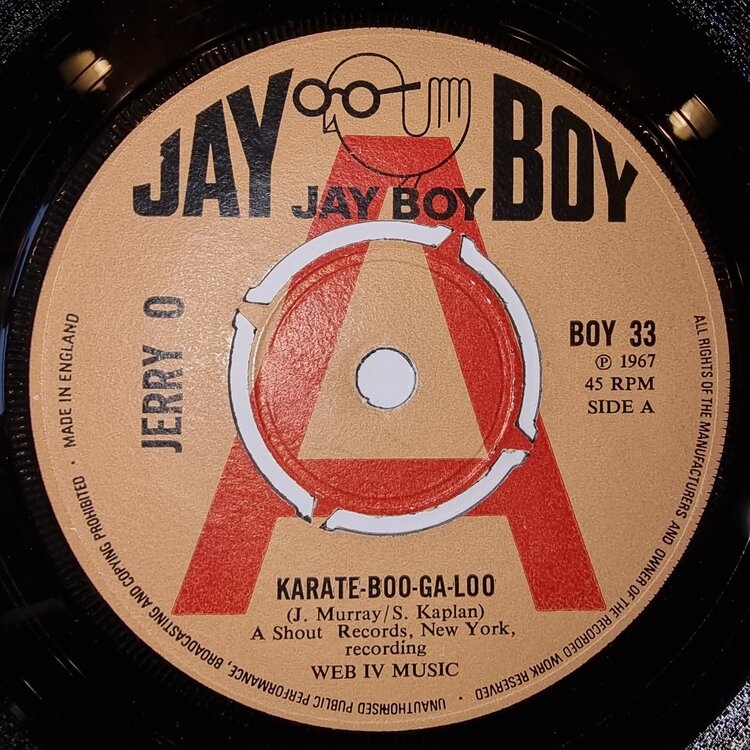 JAY BOY
JAY BOY
JERRY O
BOY 33
Ⓟ 1967
45 RPM
SIDE A
KARATE-BOO-GA-LOO
(J. Murray/S. Kaplan)
A Shout Records, New York,
recording
WEB IV MUSIC
ALL RIGHTS OF THE MANUFACTURERS AND OWNER OF THE RECORDED WORK RESERVED · UNAUTHORISED PUBLIC PERFORMANCE, BROADCASTING AND COPYING PROHIBITED · MADE IN ENGLAND
A